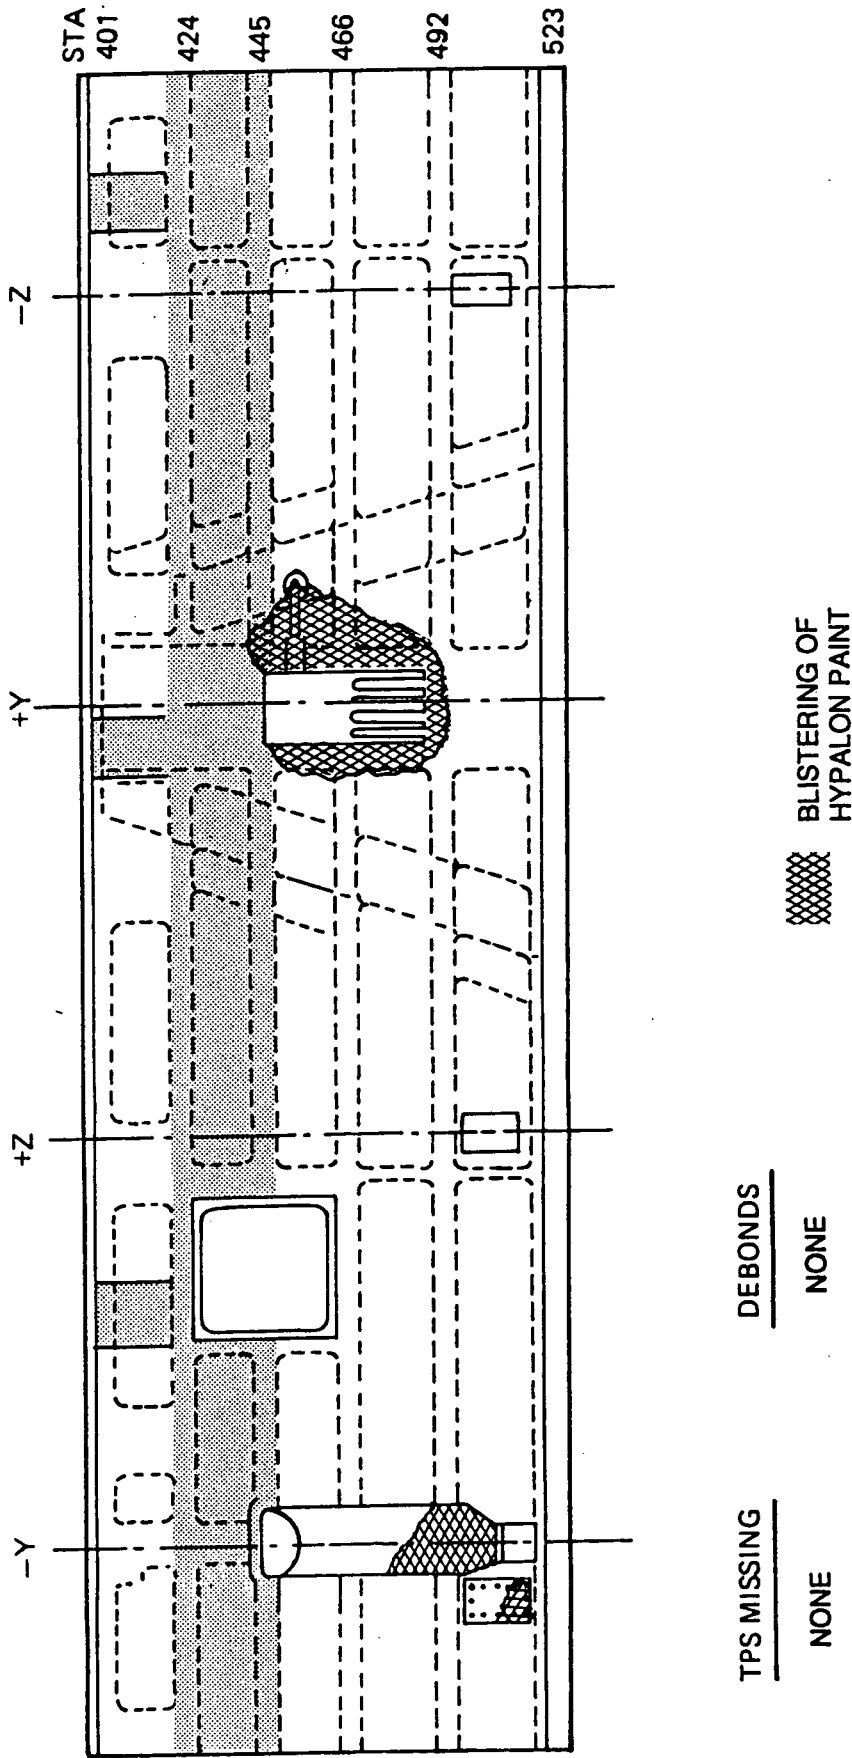 STA
401
424
445
466
492
523
−Y
+Z
+Y
−Z
TPS MISSING
NONE
DEBONDS
NONE
BLISTERING OF
HYPALON PAINT